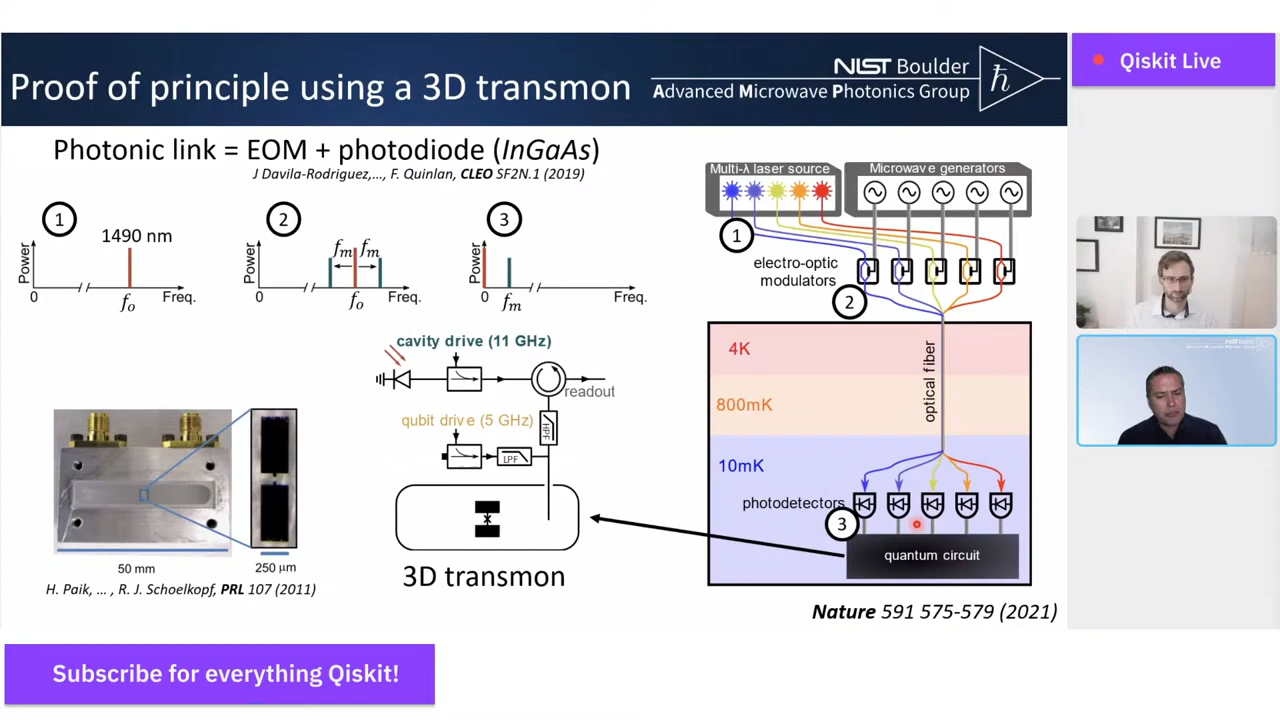 Proof of principle using a 3D transmon
NIST Boulder
Advanced Microwave Photonics Group
ħ
Qiskit Live
Photonic link = EOM + photodiode (InGaAs)
J Davila-Rodriguez,..., F. Quinlan, CLEO SF2N.1 (2019)
1
1490 nm
Power
0
fo
Freq.
2
fm
fm
Power
0
fo
Freq.
3
Power
0
fm
Freq.
cavity drive (11 GHz)
readout
HPF
qubit drive (5 GHz)
LPF
3D transmon
50 mm
250 μm
H. Paik, ... , R. J. Schoelkopf, PRL 107 (2011)
Multi-λ laser source
Microwave generators
1
electro-optic
modulators
2
4K
optical fiber
800mK
10mK
photodetectors
3
quantum circuit
Nature 591 575-579 (2021)
Subscribe for everything Qiskit!